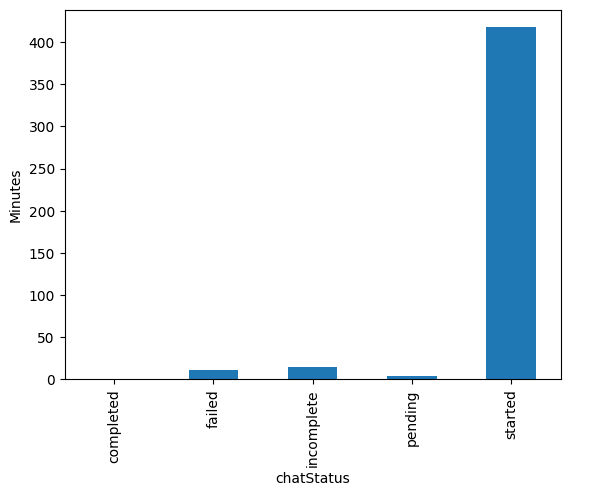 400
350
300
250
200
150
100
50
0
Minutes
completed
failed
incomplete
pending
started
chatStatus